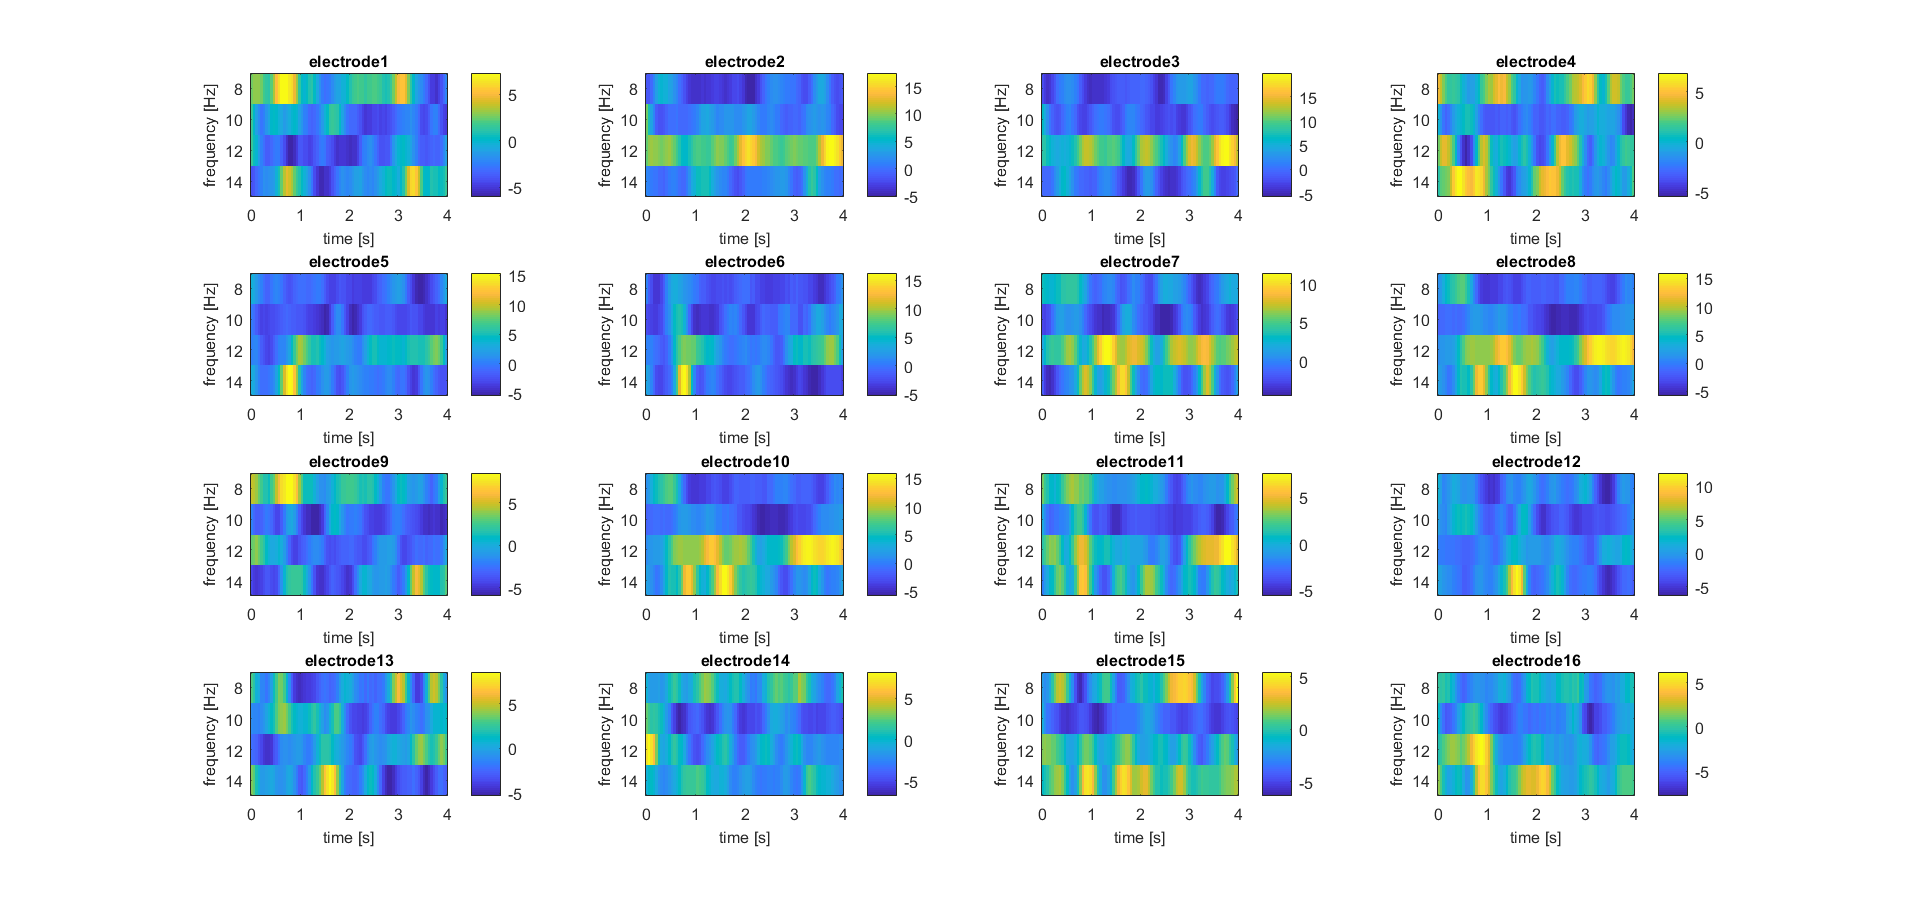 electrode1 electrode2 electrode3 electrode4
frequency [Hz] 8 10 12 14 5 0 -5 frequency [Hz] 8 10 12 14 15 10 5 0 -5 frequency [Hz] 8 10 12 14 15 10 5 0 -5 frequency [Hz] 8 10 12 14 5 0 -5
0 1 2 3 4 0 1 2 3 4 0 1 2 3 4 0 1 2 3 4
time [s] time [s] time [s] time [s]
electrode5 electrode6 electrode7 electrode8
frequency [Hz] 8 10 12 14 15 10 5 0 -5 frequency [Hz] 8 10 12 14 15 10 5 0 -5 frequency [Hz] 8 10 12 14 10 5 0 frequency [Hz] 8 10 12 14 15 10 5 0 -5
0 1 2 3 4 0 1 2 3 4 0 1 2 3 4 0 1 2 3 4
time [s] time [s] time [s] time [s]
electrode9 electrode10 electrode11 electrode12
frequency [Hz] 8 10 12 14 5 0 -5 frequency [Hz] 8 10 12 14 15 10 5 0 -5 frequency [Hz] 8 10 12 14 5 0 -5 frequency [Hz] 8 10 12 14 10 5 0 -5
0 1 2 3 4 0 1 2 3 4 0 1 2 3 4 0 1 2 3 4
time [s] time [s] time [s] time [s]
electrode13 electrode14 electrode15 electrode16
frequency [Hz] 8 10 12 14 5 0 -5 frequency [Hz] 8 10 12 14 5 0 -5 frequency [Hz] 8 10 12 14 5 0 -5 frequency [Hz] 8 10 12 14 5 0 -5
0 1 2 3 4 0 1 2 3 4 0 1 2 3 4 0 1 2 3 4
time [s] time [s] time [s] time [s]